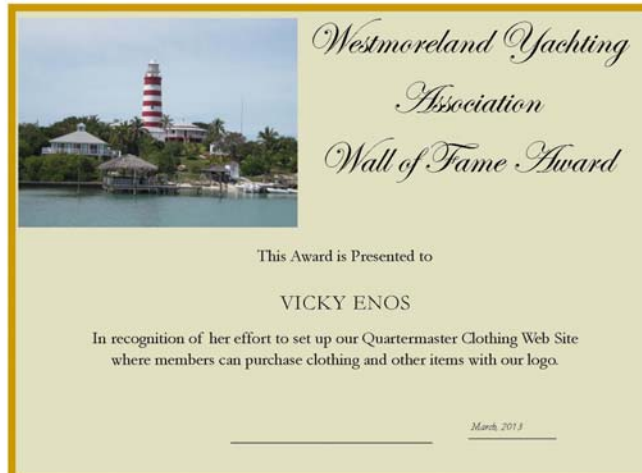 Westmoreland Yachting
Association
Wall of Fame Award
This Award is Presented to
VICKY ENOS
In recognition of her effort to set up our Quartermaster Clothing Web Site
where members can purchase clothing and other items with our logo.
March, 2013